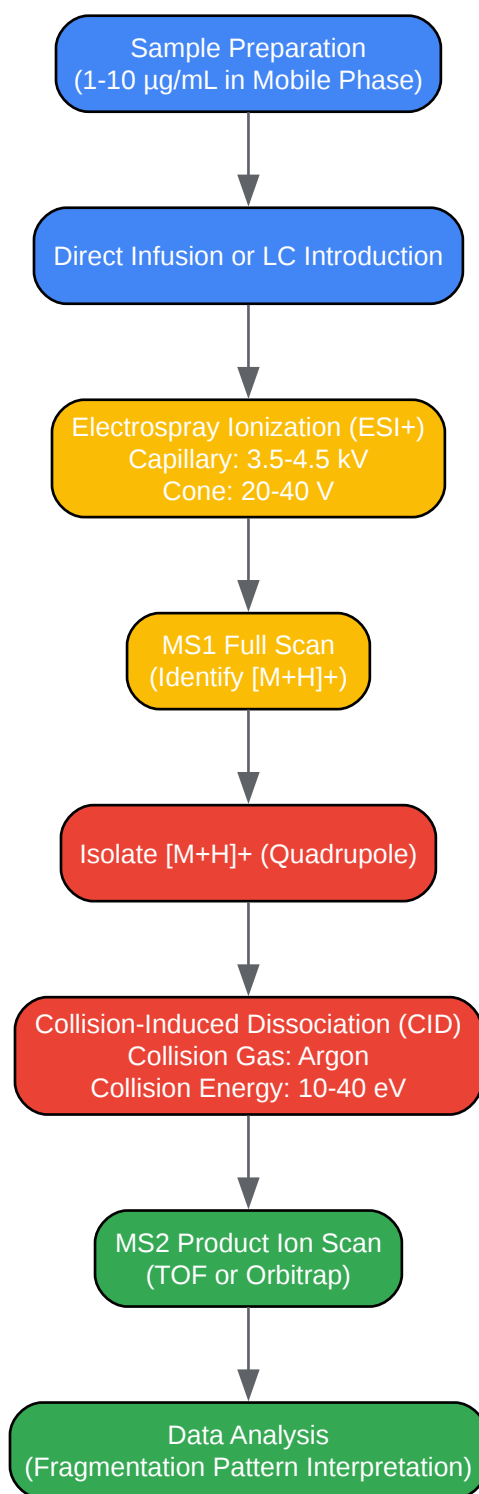 Sample Preparation
(1-10 µg/mL in Mobile Phase)
Direct Infusion or LC Introduction
Electrospray Ionization (ESI+)
Capillary: 3.5-4.5 kV
Cone: 20-40 V
MS1 Full Scan
(Identify [M+H]+)
Isolate [M+H]+ (Quadrupole)
Collision-Induced Dissociation (CID)
Collision Gas: Argon
Collision Energy: 10-40 eV
MS2 Product Ion Scan
(TOF or Orbitrap)
Data Analysis
(Fragmentation Pattern Interpretation)